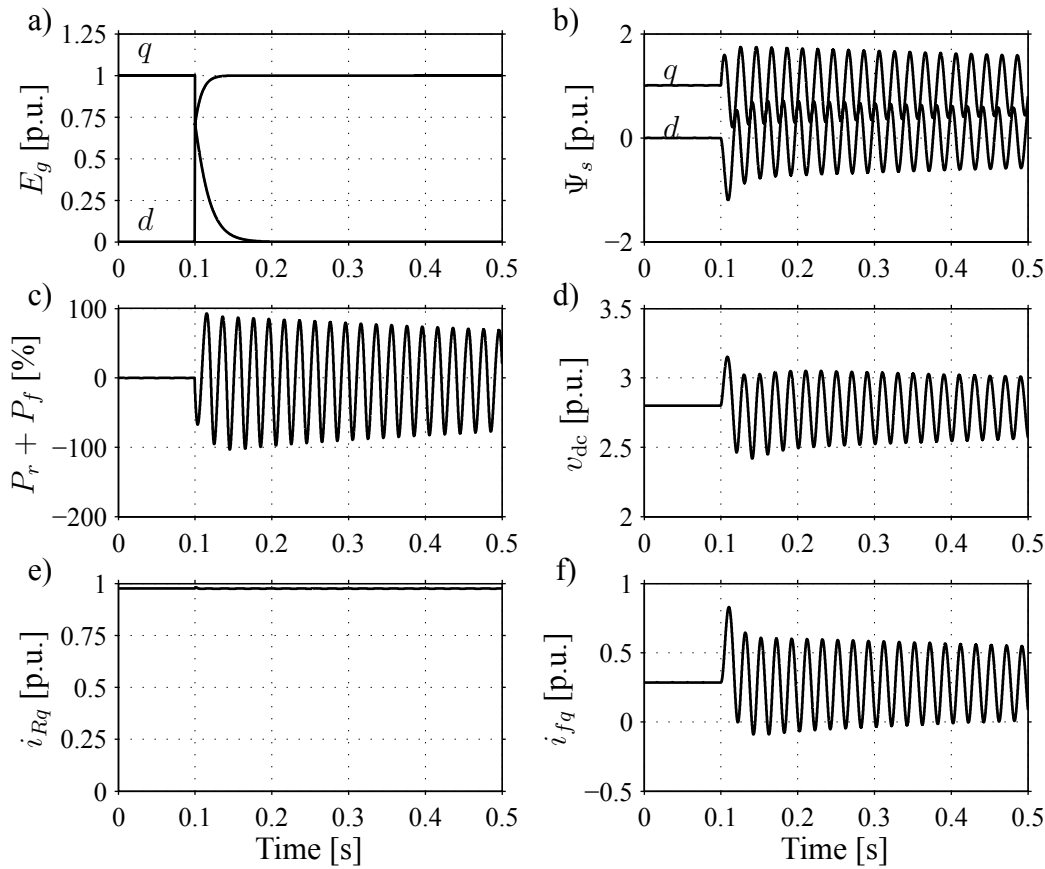 a)
1.25
1
0.75
0.5
0.25
0
E_g [p.u.]
q
d
0 0.1 0.2 0.3 0.4 0.5
b)
2
0
−2
Ψ_s [p.u.]
q
d
0 0.1 0.2 0.3 0.4 0.5
c)
100
0
−100
−200
P_r + P_f [%]
0 0.1 0.2 0.3 0.4 0.5
d)
3.5
3
2.5
2
v_dc [p.u.]
0 0.1 0.2 0.3 0.4 0.5
e)
1
0.75
0.5
0.25
0
i_Rq [p.u.]
0 0.1 0.2 0.3 0.4 0.5
Time [s]
f)
1
0.5
0
−0.5
i_fq [p.u.]
0 0.1 0.2 0.3 0.4 0.5
Time [s]